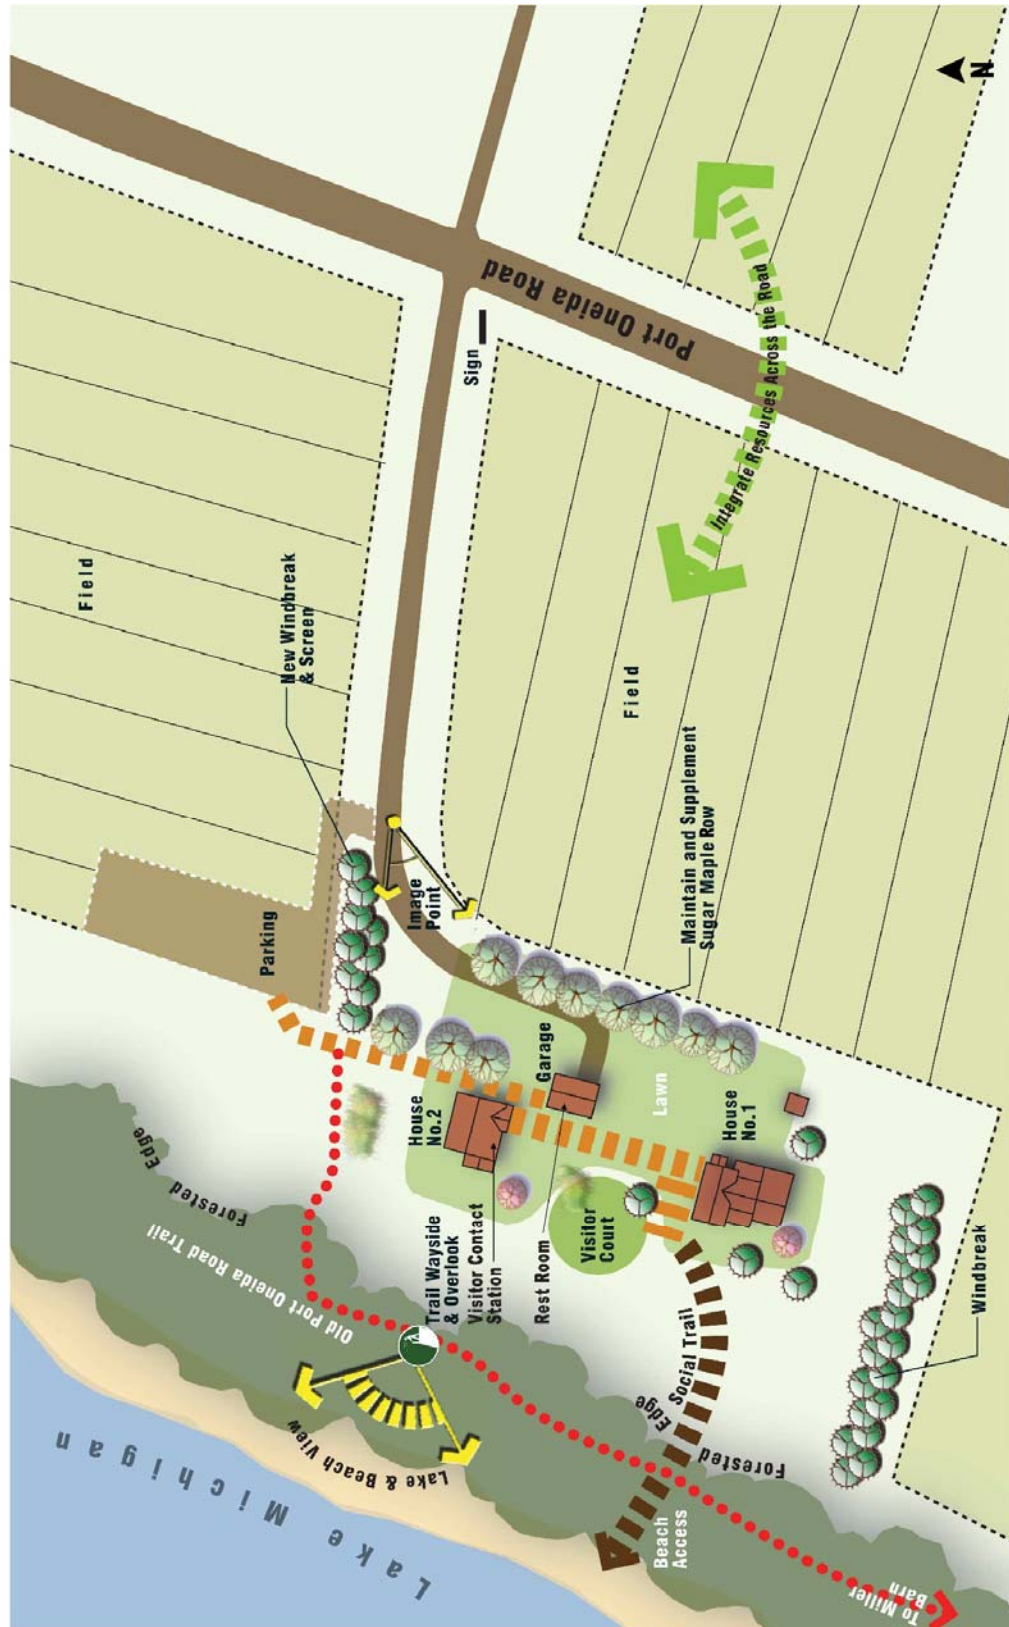 N
Field
New Windbreak
& Screen
Port Oneida Road
Sign
Integrate Resources Across the Road
Parking
Image
Point
Field
Maintain and Supplement
Sugar Maple Row
Forested Edge
Old Port Oneida Road Trail
House
No.2
Garage
Lawn
House
No.1
Trail Wayside
& Overlook
Visitor Contact
Station
Rest Room
Visitor
Court
Lake Michigan
Lake & Beach View
Social Trail
Forested Edge
Beach
Access
Windbreak
To Miller
Barn